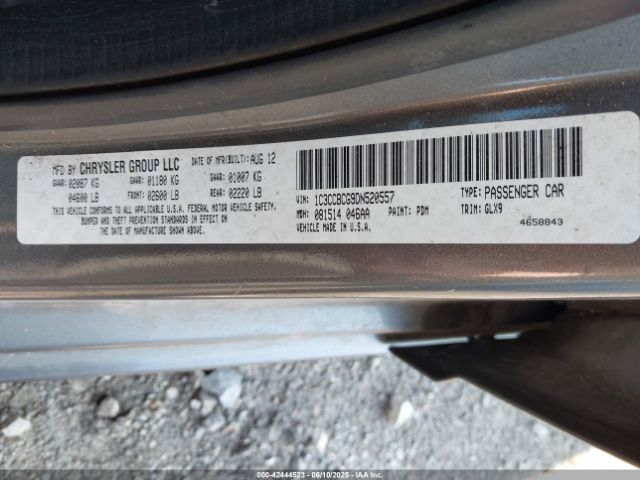 MFD BY CHRYSLER GROUP LLC DATE OF MFR(BUILT): AUG 12
GVWR: 02087 KG GAWR: 01180 KG GAWR: 01007 KG
04600 LB FRONT: 02600 LB REAR: 02220 LB
THIS VEHICLE CONFORMS TO ALL APPLICABLE U.S.A. FEDERAL MOTOR VEHICLE SAFETY,
BUMPER AND THEFT PREVENTION STANDARDS IN EFFECT ON
THE DATE OF MANUFACTURE SHOWN ABOVE.
VIN: 1C3CCBCG9DN520557 TYPE: PASSENGER CAR
MDH: 081514 046AA PAINT: PDM TRIM: GLX9
VEHICLE MADE IN U.S.A. 4658843
000-42444523 06/10/2025 IAA